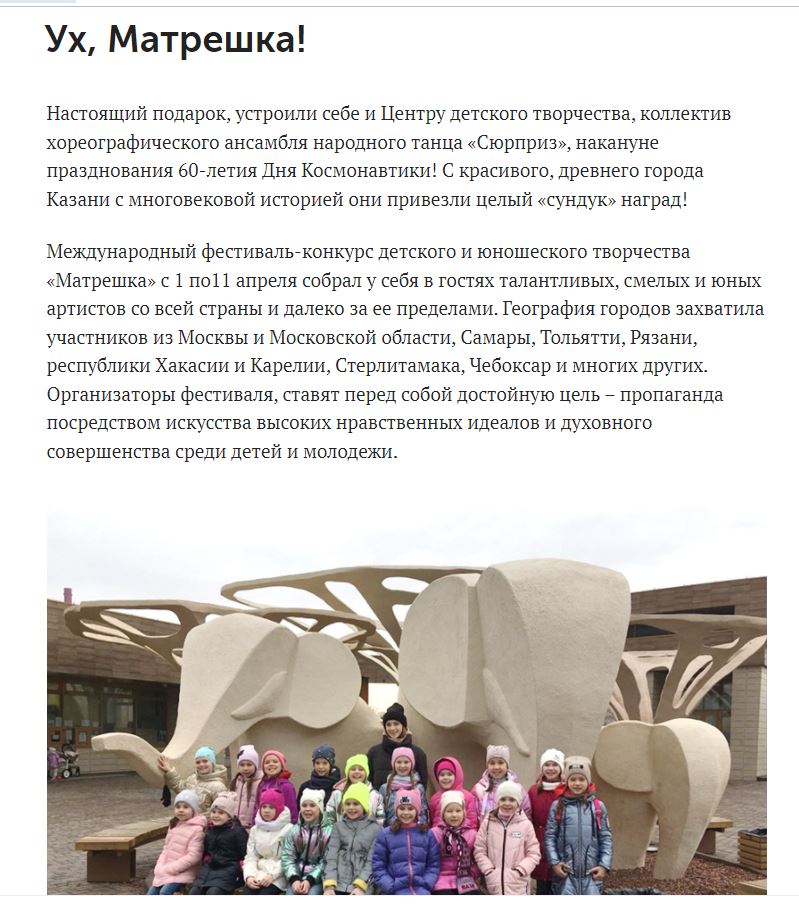 Ух, Матрешка!
Настоящий подарок, устроили себе и Центру детского творчества, коллектив
хореографического ансамбля народного танца «Сюрприз», накануне
празднования 60-летия Дня Космонавтики! С красивого, древнего города
Казани с многовековой историей они привезли целый «сундук» наград!
Международный фестиваль-конкурс детского и юношеского творчества
«Матрешка» с 1 по11 апреля собрал у себя в гостях талантливых, смелых и юных
артистов со всей страны и далеко за ее пределами. География городов захватила
участников из Москвы и Московской области, Самары, Тольятти, Рязани,
республики Хакасии и Карелии, Стерлитамака, Чебоксар и многих других.
Организаторы фестиваля, ставят перед собой достойную цель – пропаганда
посредством искусства высоких нравственных идеалов и духовного
совершенства среди детей и молодежи.